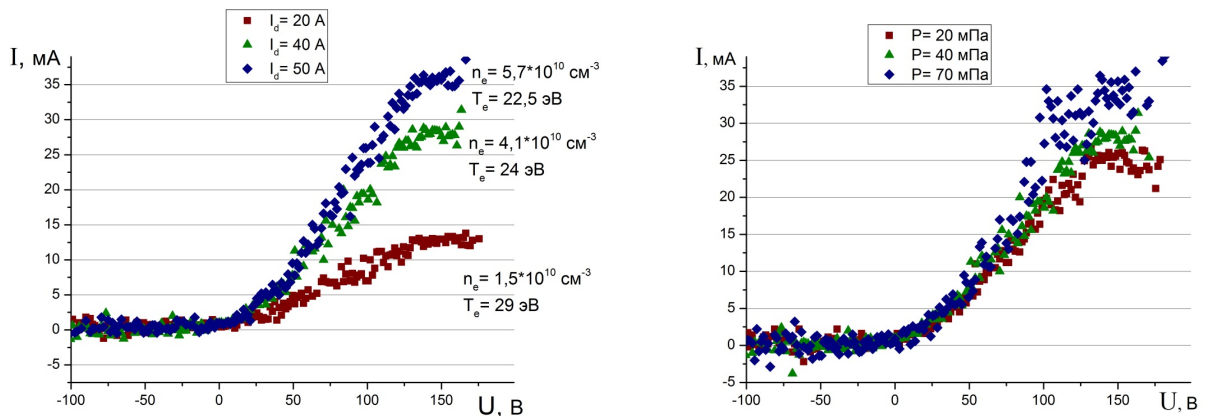 I_d= 20 А
I_d= 40 А
I_d= 50 А
I, мА
35
30
25
20
15
10
5
0
-5
-100
-50
0
50
100
150
U, В
n_e= 5,7*10^10 см^-3
T_e= 22,5 эВ
n_e= 4,1*10^10 см^-3
T_e= 24 эВ
n_e= 1,5*10^10 см^-3
T_e= 29 эВ
P= 20 мПа
P= 40 мПа
P= 70 мПа
I, мА
35
30
25
20
15
10
5
0
-5
-100
-50
0
50
100
150
U, В